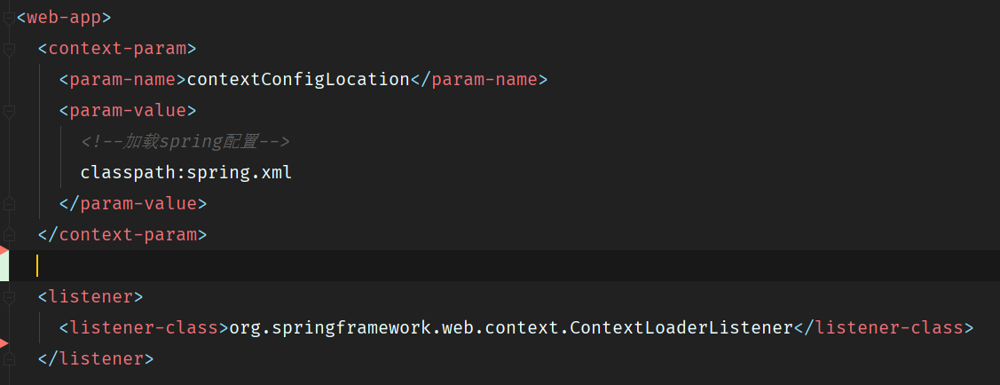 <web-app>
<context-param>
<param-name>contextConfigLocation</param-name>
<param-value>
<!--加载spring配置-->
classpath:spring.xml
</param-value>
</context-param>
<listener>
<listener-class>org.springframework.web.context.ContextLoaderListener</listener-class>
</listener>